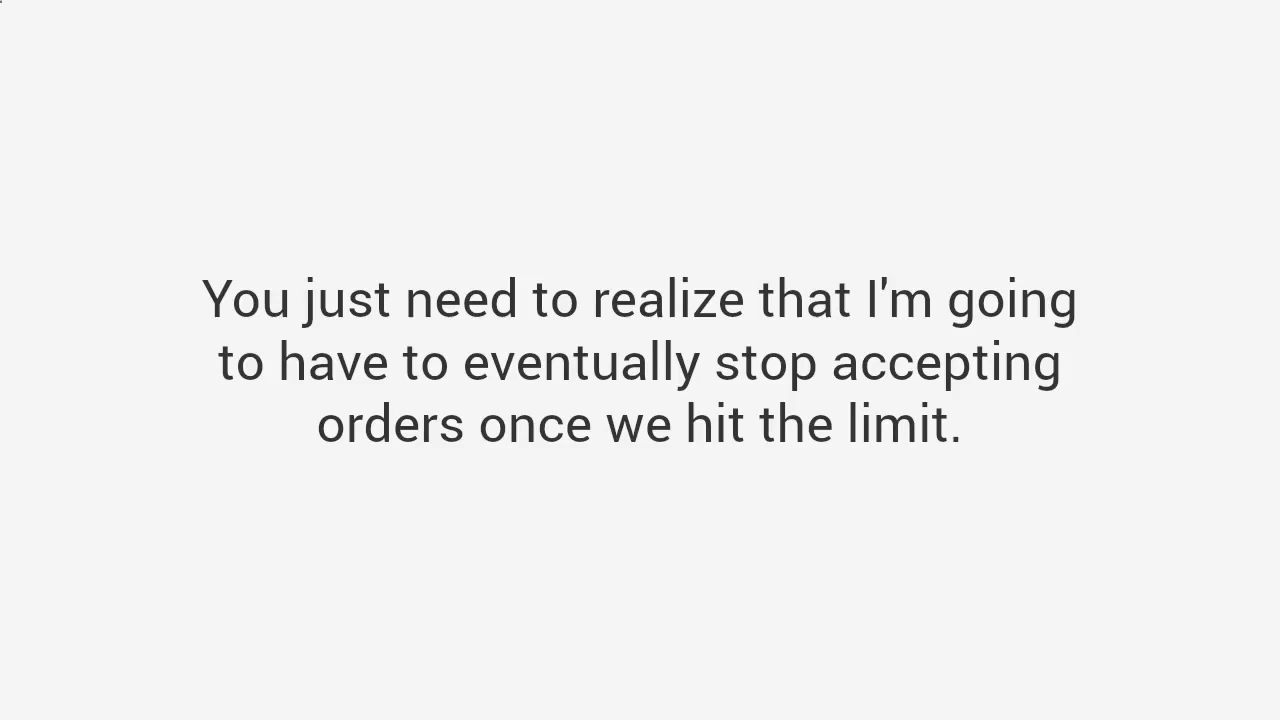 You just need to realize that I'm going
to have to eventually stop accepting
orders once we hit the limit.